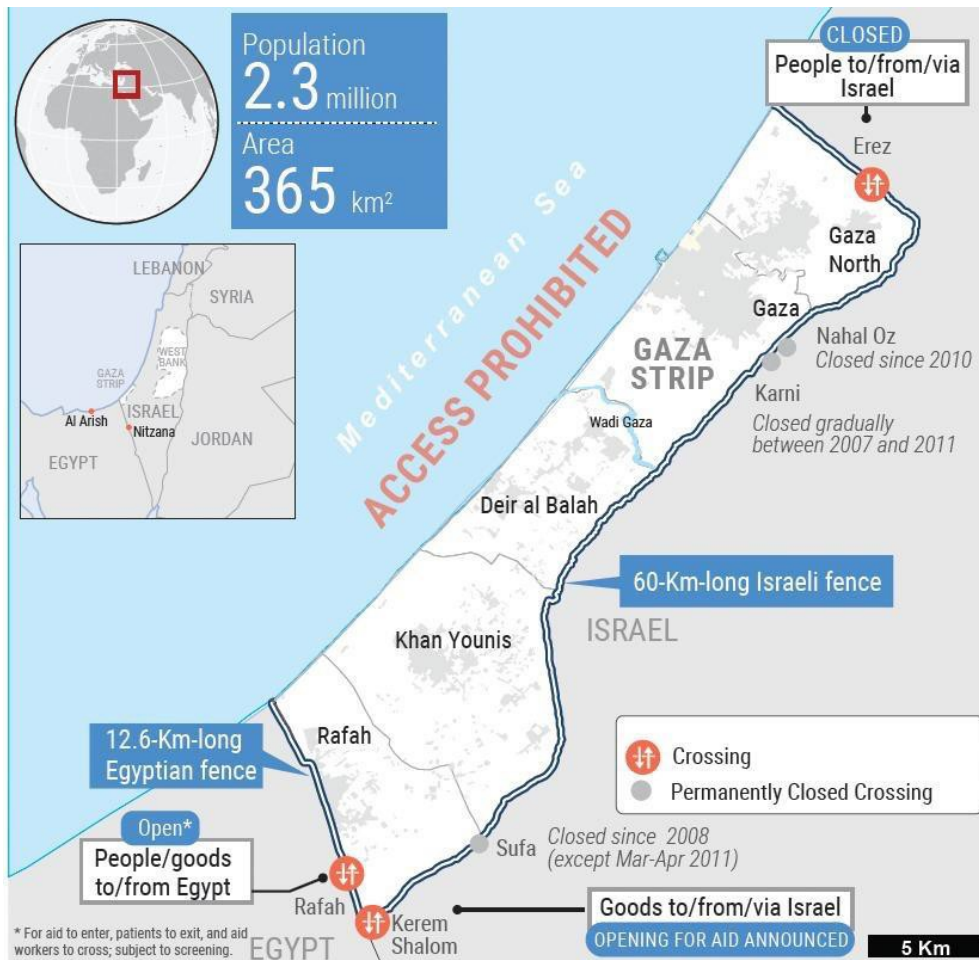 Population
2.3 million
Area
365 km²
CLOSED
People to/from/via
Israel
Erez
Gaza
North
Gaza
Nahal Oz
Closed since 2010
Karni
Closed gradually
between 2007 and 2011
GAZA
STRIP
Mediterranean Sea
ACCESS PROHIBITED
Wadi Gaza
LEBANON
SYRIA
WEST
BANK
GAZA
STRIP
ISRAEL
Al Arish
Nitzana
JORDAN
EGYPT
Deir al Balah
60-Km-long Israeli fence
ISRAEL
Khan Younis
Rafah
12.6-Km-long
Egyptian fence
Crossing
Permanently Closed Crossing
Open*
People/goods
to/from Egypt
Sufa
Closed since 2008
(except Mar-Apr 2011)
Rafah
Kerem
Shalom
Goods to/from/via Israel
OPENING FOR AID ANNOUNCED
* For aid to enter, patients to exit, and aid
workers to cross; subject to screening.
EGYPT
5 Km